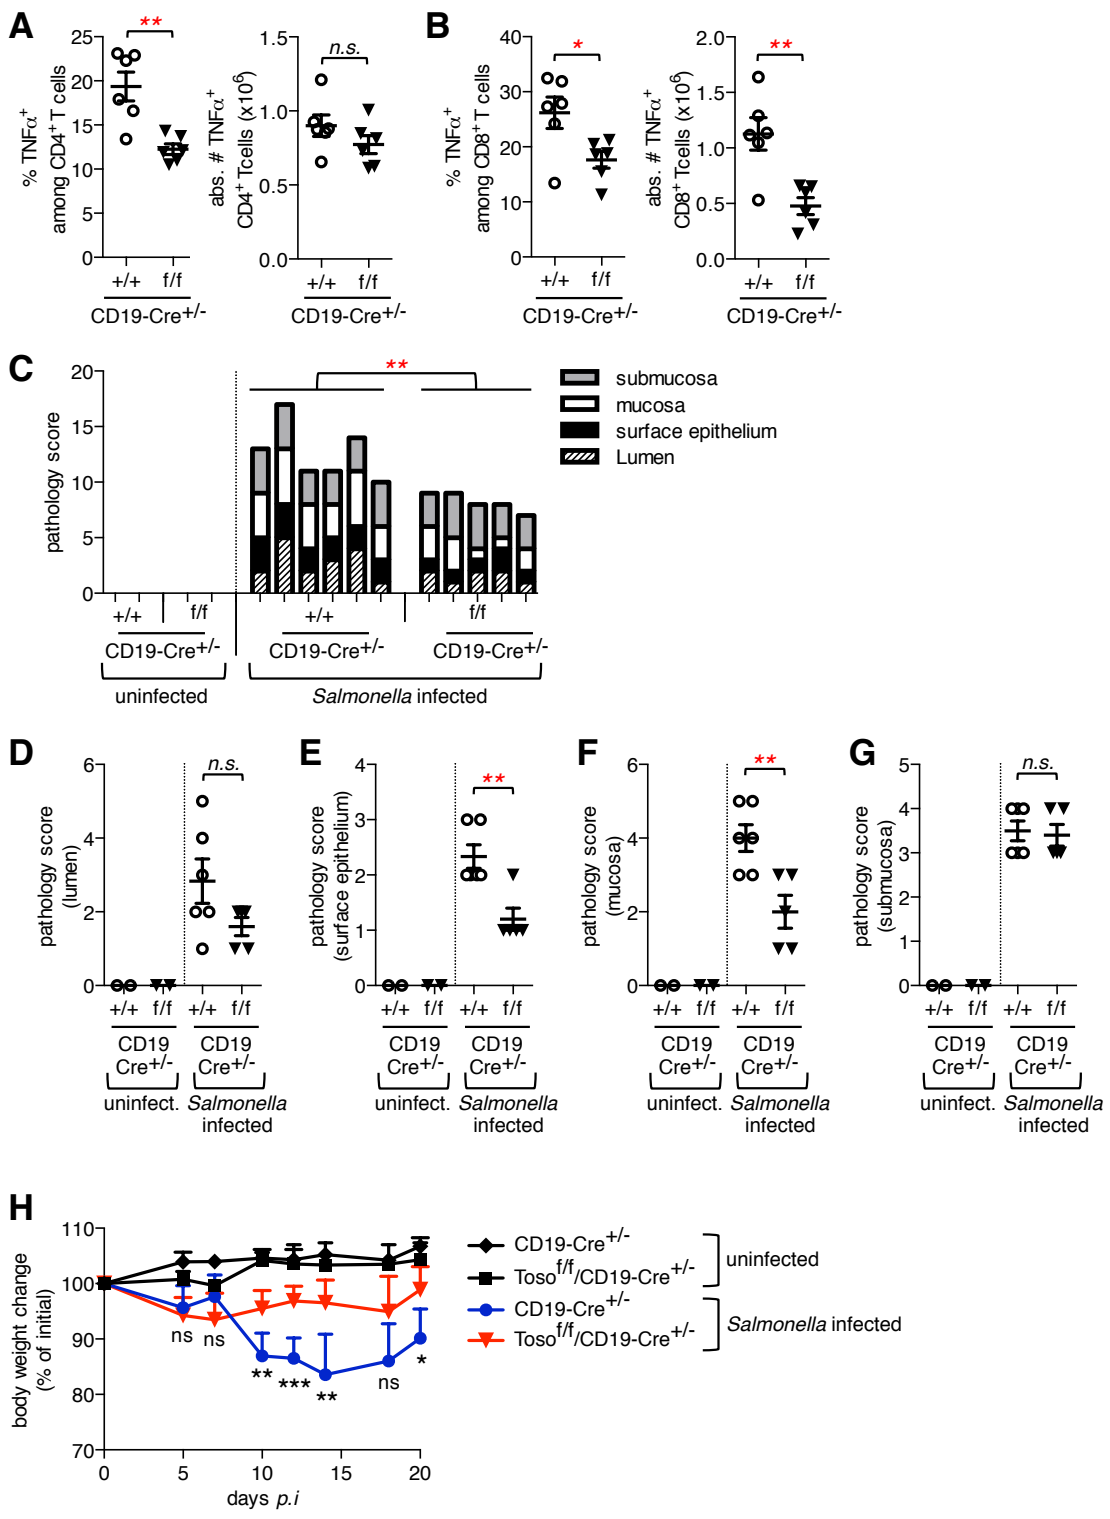 A
% TNFα+
among CD4+ T cells
25
20
15
10
5
0
**
+/+ f/f
CD19-Cre+/-
abs. # TNFα+
CD4+ Tcells (x10⁶)
1.5
1.0
0.5
0.0
n.s.
+/+ f/f
CD19-Cre+/-
B
% TNFα+
among CD8+ T cells
40
30
20
10
0
*
+/+ f/f
CD19-Cre+/-
abs. # TNFα+
CD8+ Tcells (x10⁶)
2.0
1.5
1.0
0.5
0.0
**
+/+ f/f
CD19-Cre+/-
C
pathology score
20
15
10
5
0
**
submucosa
mucosa
surface epithelium
Lumen
+/+ f/f +/+ f/f
CD19-Cre+/- CD19-Cre+/- CD19-Cre+/-
uninfected Salmonella infected
D
pathology score
(lumen)
6
4
2
0
n.s.
+/+ f/f +/+ f/f
CD19 CD19
Cre+/- Cre+/-
uninfect. Salmonella
infected
E
pathology score
(surface epithelium)
4
3
2
1
0
**
+/+ f/f +/+ f/f
CD19 CD19
Cre+/- Cre+/-
uninfect. Salmonella
infected
F
pathology score
(mucosa)
6
4
2
0
**
+/+ f/f +/+ f/f
CD19 CD19
Cre+/- Cre+/-
uninfect. Salmonella
infected
G
pathology score
(submucosa)
5
4
3
2
1
0
n.s.
+/+ f/f +/+ f/f
CD19 CD19
Cre+/- Cre+/-
uninfect. Salmonella
infected
H
body weight change
(% of initial)
110
100
90
80
70
ns ns ** *** ** ns *
0 5 10 15 20
days p.i
CD19-Cre+/-
Toso f/f/CD19-Cre+/-
uninfected
CD19-Cre+/-
Toso f/f/CD19-Cre+/-
Salmonella infected